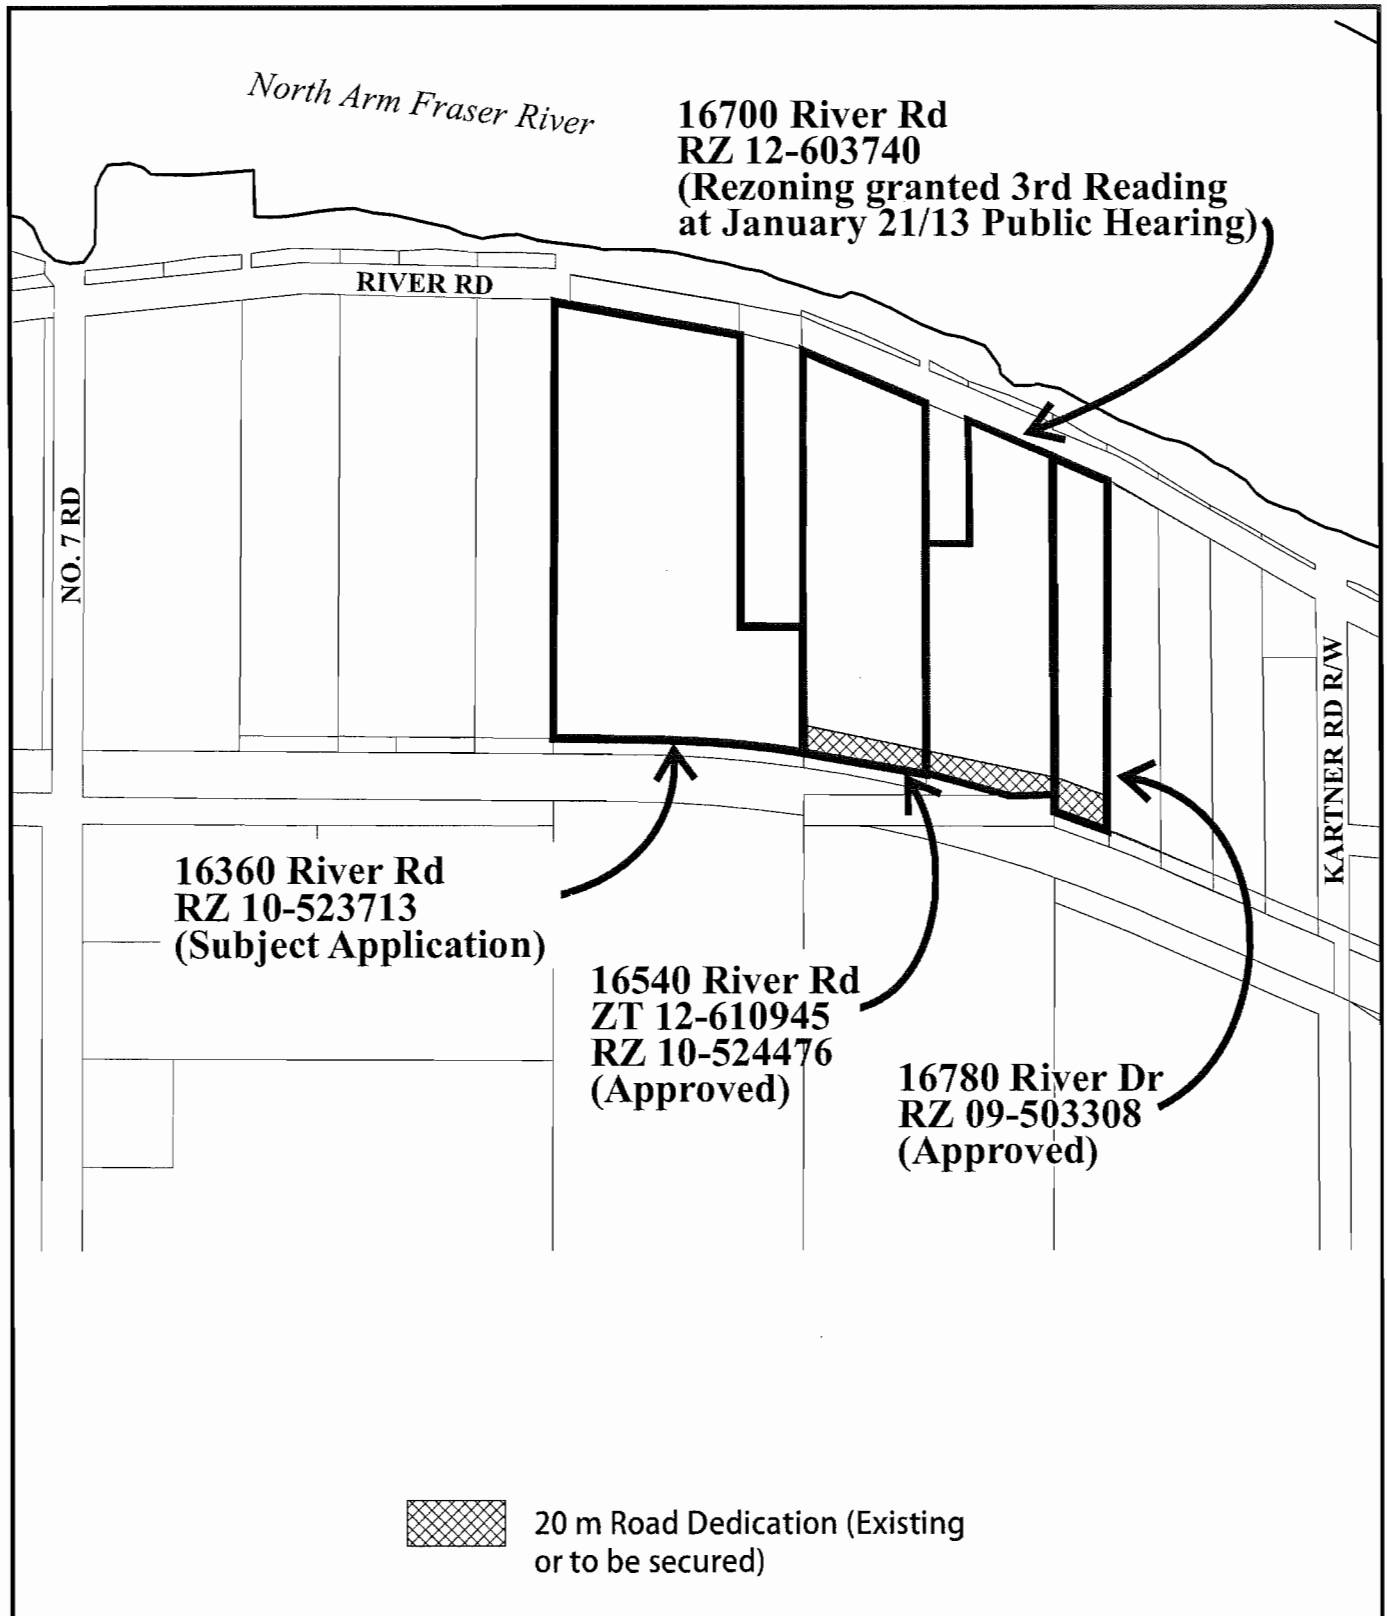 North Arm Fraser River
16700 River Rd
RZ 12-603740
(Rezoning granted 3rd Reading
at January 21/13 Public Hearing)
RIVER RD
NO. 7 RD
KARTNER RD R/W
16360 River Rd
RZ 10-523713
(Subject Application)
16540 River Rd
ZT 12-610945
RZ 10-524476
(Approved)
16780 River Dr
RZ 09-503308
(Approved)
20 m Road Dedication (Existing
or to be secured)